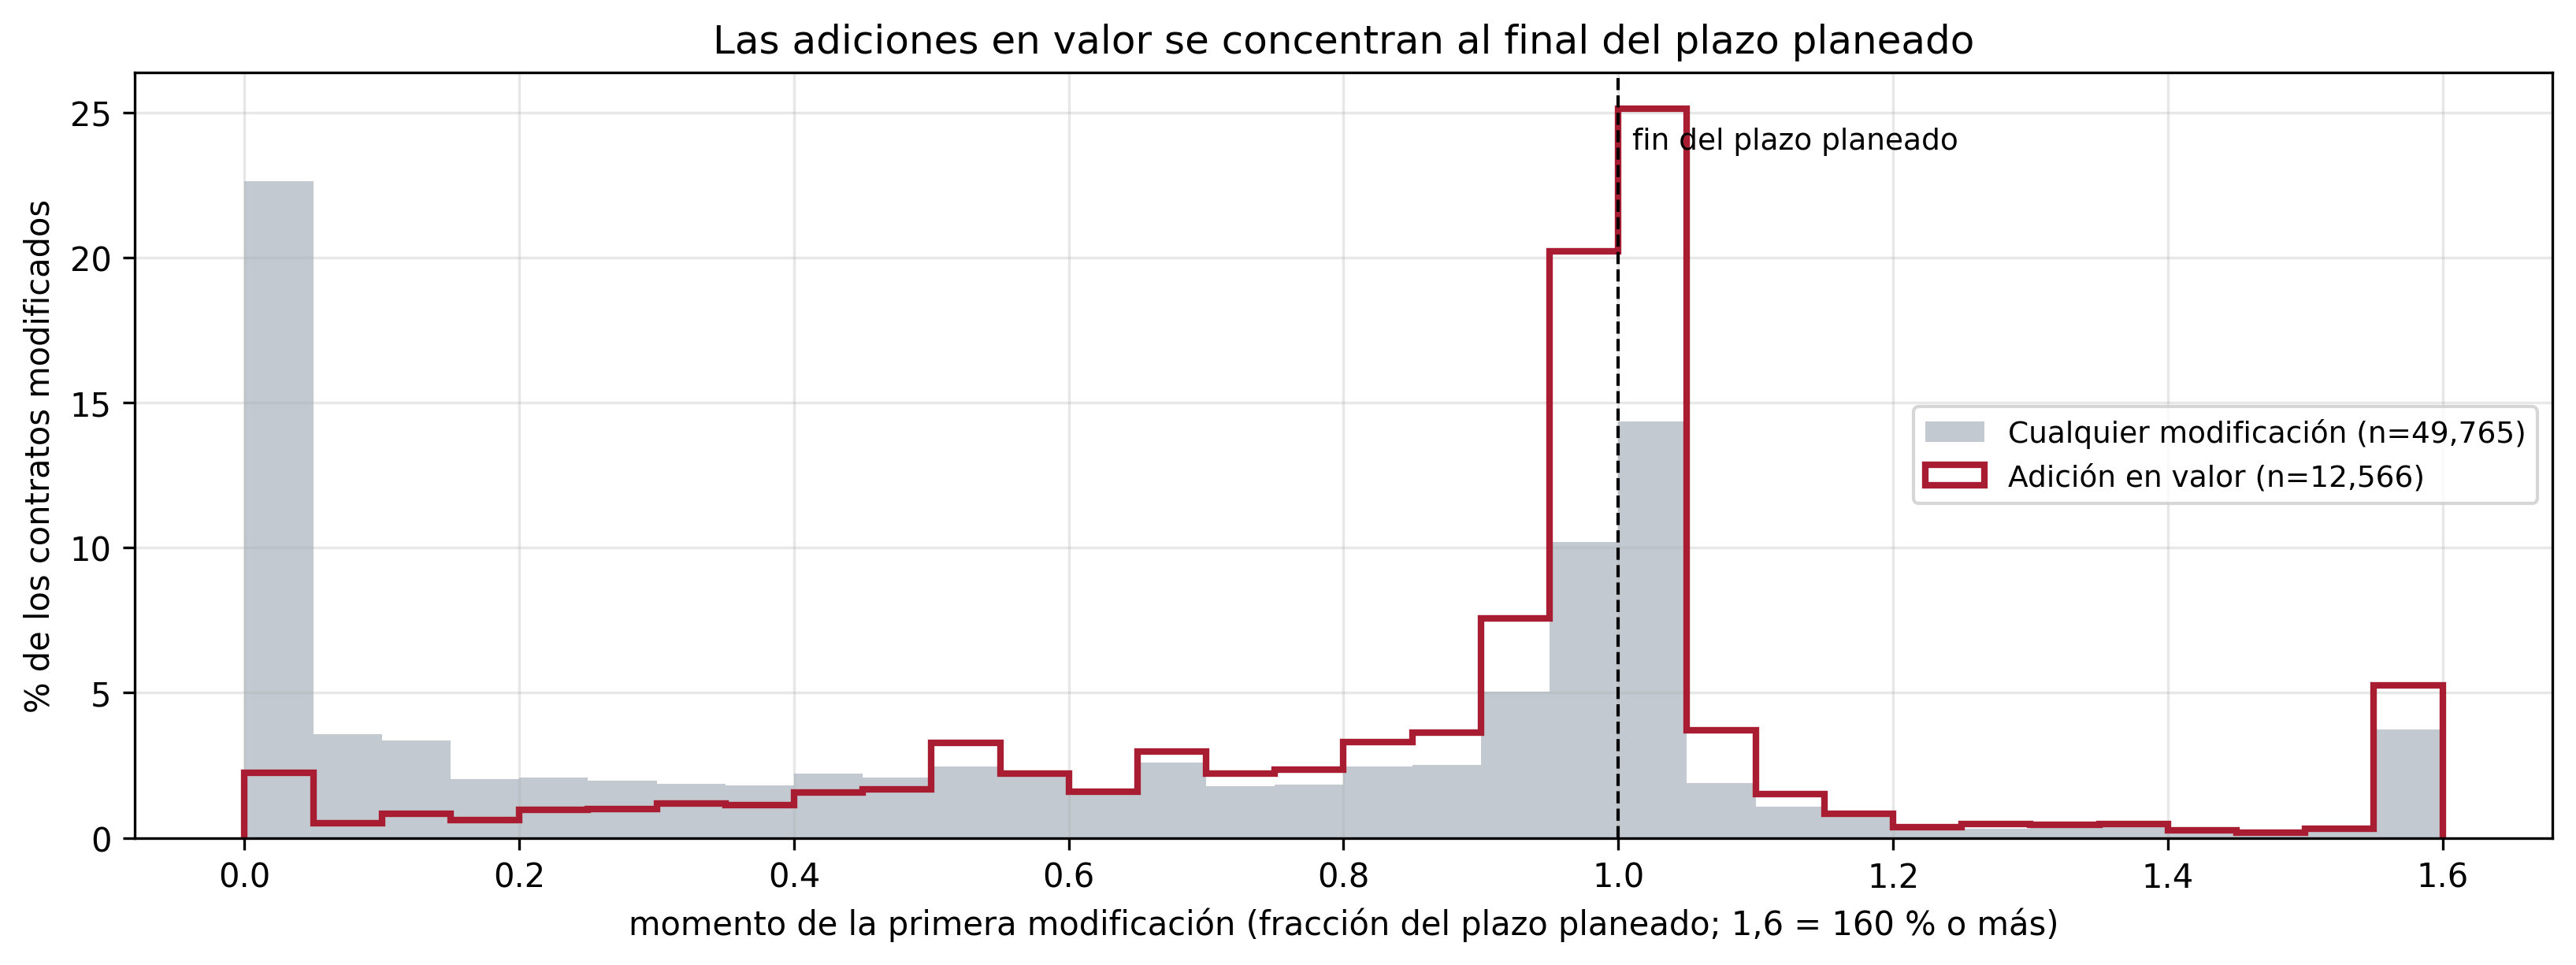 Las adiciones en valor se concentran al final del plazo planeado
% de los contratos modificados
25
20
15
10
5
0
fin del plazo planeado
Cualquier modificación (n=49,765)
Adición en valor (n=12,566)
0.0 0.2 0.4 0.6 0.8 1.0 1.2 1.4 1.6
momento de la primera modificación (fracción del plazo planeado; 1,6 = 160 % o más)